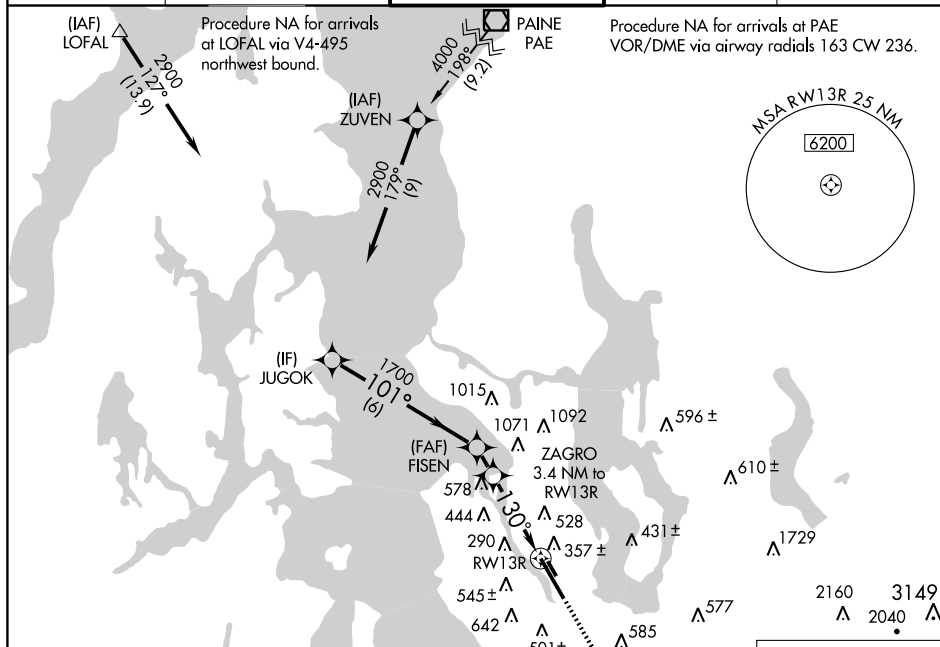 (IAF)
LOFAL
Procedure NA for arrivals
at LOFAL via V4-495
northwest bound.
PAINE
PAE
Procedure NA for arrivals at PAE
VOR/DME via airway radials 163 CW 236.
2900
127°
(13.9)
4000
198°
(9.2)
(IAF)
ZUVEN
2900
179°
(9)
MSA RW13R 25 NM
6200
(IF)
JUGOK
1700
101°
(6)
1015
1071
1092
596 ±
(FAF)
FISEN
ZAGRO
3.4 NM to
RW13R
610 ±
578
130°
444
528
290
357 ±
431 ±
1729
RW13R
545 ±
642
577
2160
3149
2040
501±
585